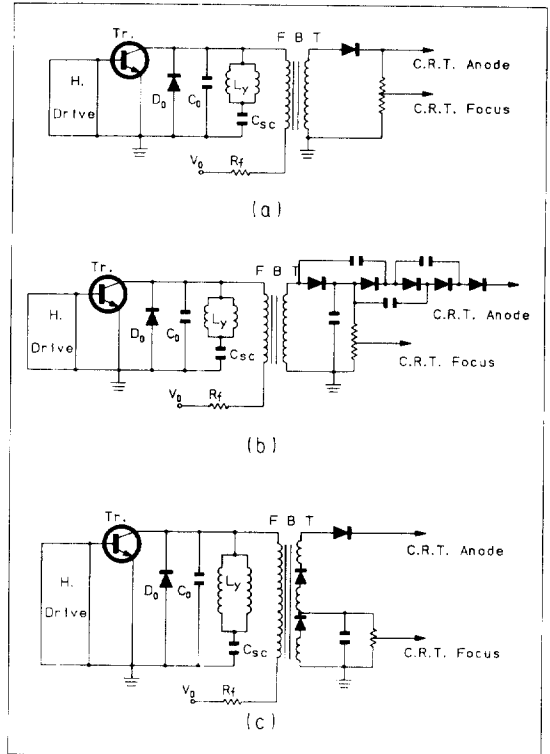 Tr.
F B T
H.
Drive
D₀
C₀
Ly
Csc
C.R.T. Anode
C.R.T. Focus
V₀
Rf
(a)
Tr.
F B T
H.
Drive
D₀
C₀
Ly
Csc
C.R.T. Anode
C.R.T. Focus
V₀
Rf
(b)
Tr.
F B T
C.R.T. Anode
H.
Drive
D₀
C₀
Ly
Csc
C.R.T. Focus
V₀
Rf
(c)